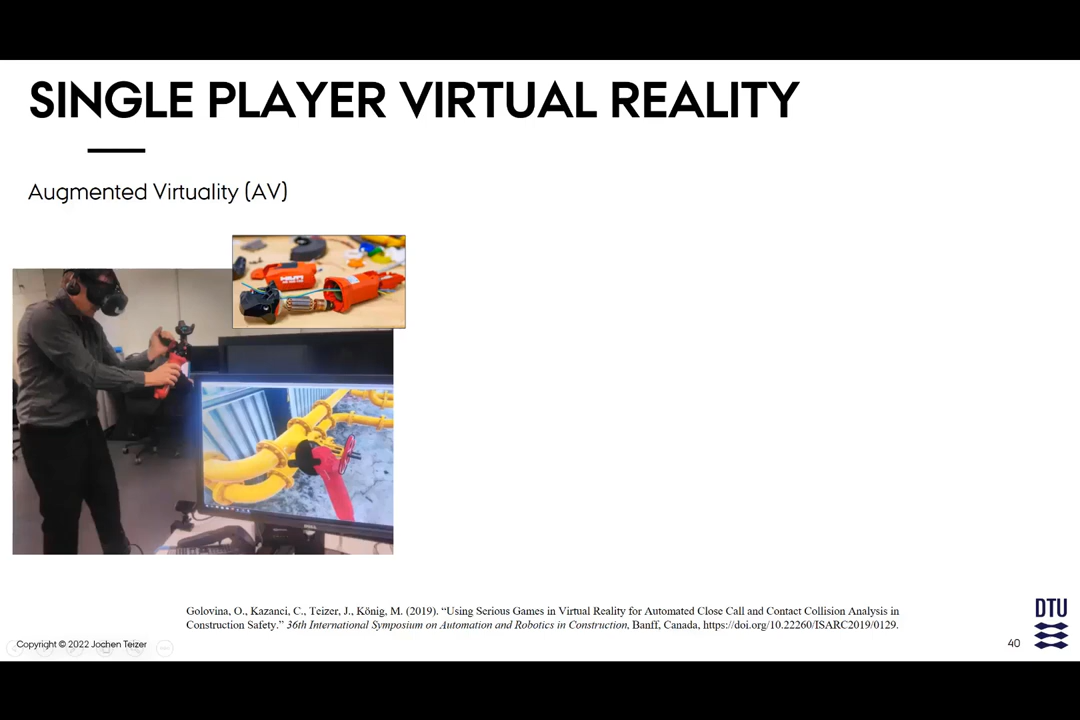 SINGLE PLAYER VIRTUAL REALITY
Augmented Virtuality (AV)
HILTI
DELL
Golovina, O., Kazanci, C., Teizer, J., König, M. (2019). “Using Serious Games in Virtual Reality for Automated Close Call and Contact Collision Analysis in
Construction Safety.” 36th International Symposium on Automation and Robotics in Construction, Banff, Canada, https://doi.org/10.22260/ISARC2019/0129.
Copyright © 2022 Jochen Teizer
40
DTU